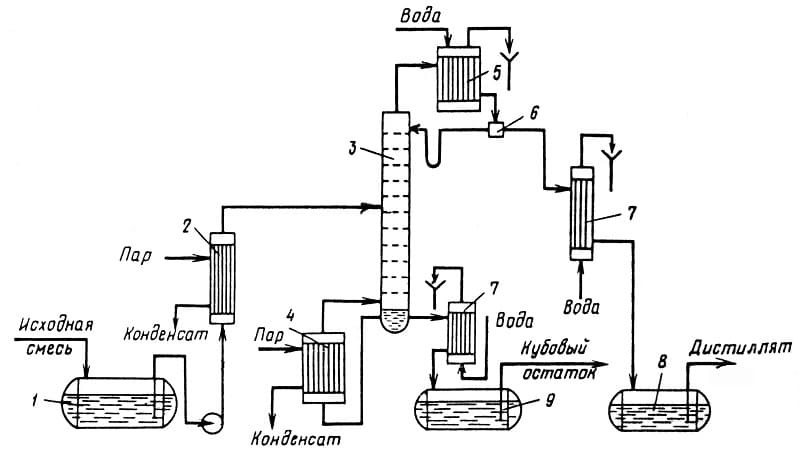 Вода
5
6
3
2
7
Пар
Вода
4
7
Вода
Исходная
смесь
Конденсат
Пар
Кубовый
остаток
Дистиллят
1
9
8
Конденсат